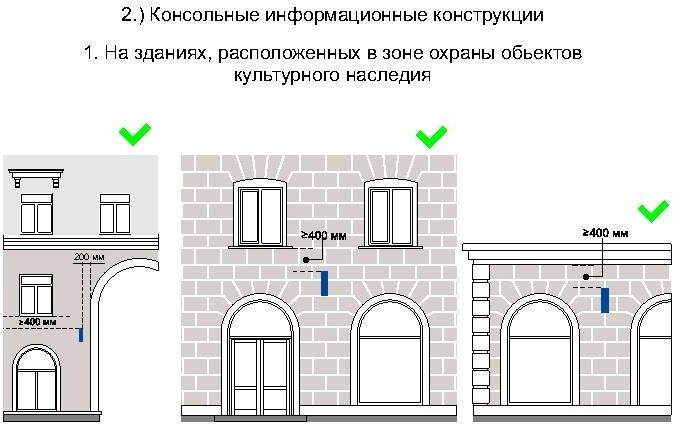 2.) Консольные информационные конструкции
1. На зданиях, расположенных в зоне охраны обьектов
культурного наследия
200 мм
≥400 мм
≥400 мм
≥400 мм